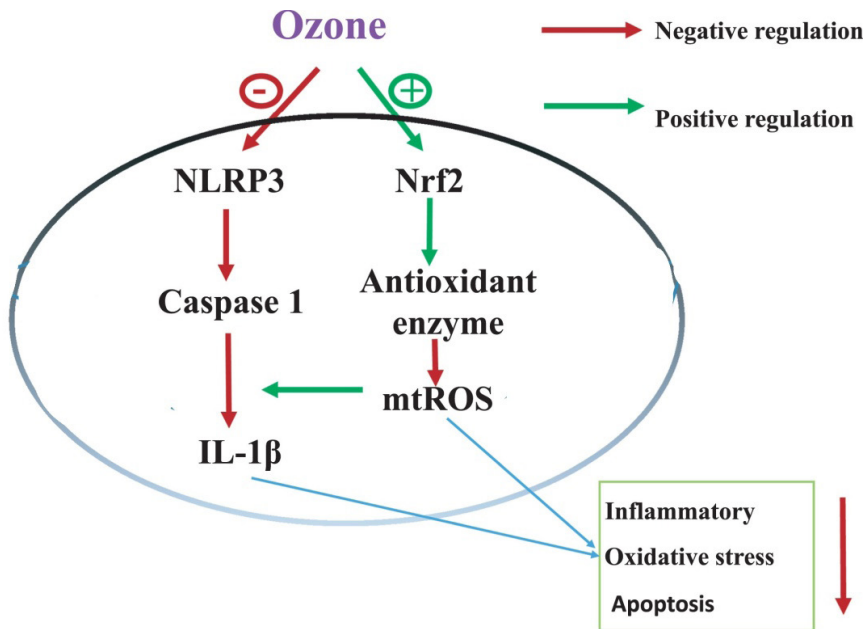 Ozone
Negative regulation
Positive regulation
-
+
NLRP3
Nrf2
Caspase 1
Antioxidant
enzyme
mtROS
IL-1β
Inflammatory
Oxidative stress
Apoptosis